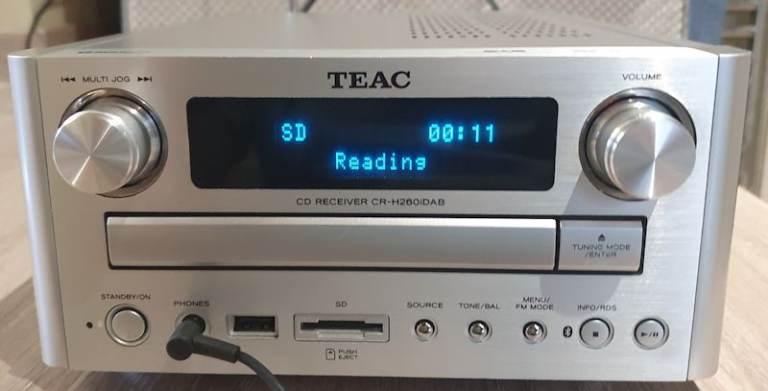 MULTI JOG
TEAC
VOLUME
SD 00:11
Reading
CD RECEIVER CR-H260iDAB
TUNING MODE
/ENTER
STANDBY/ON
PHONES
SD
PUSH
EJECT
SOURCE
TONE/BAL
MENU/
FM MODE
INFO/RDS